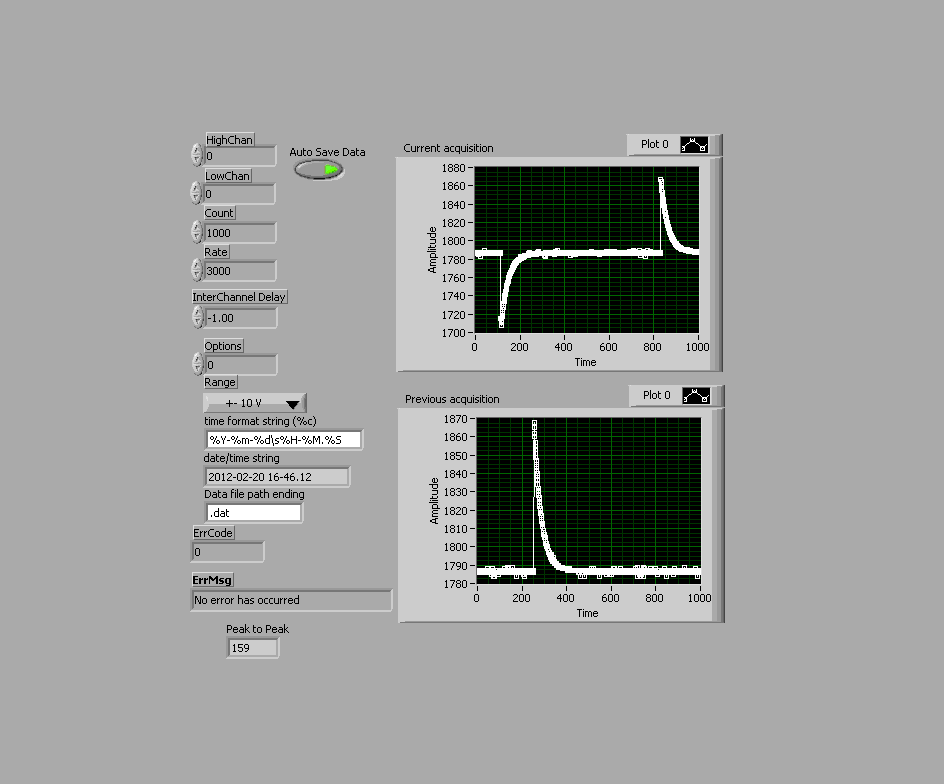 HighChan
0
Auto Save Data
LowChan
0
Count
1000
Rate
3000
InterChannel Delay
-1.00
Options
0
Range
+- 10 V
time format string (%c)
%Y-%m-%d\s%H-%M.%S
date/time string
2012-02-20 16-46.12
Data file path ending
.dat
ErrCode
0
ErrMsg
No error has occurred
Peak to Peak
159
Current acquisition
Plot 0
Amplitude
1880
1860
1840
1820
1800
1780
1760
1740
1720
1700
0 200 400 600 800 1000
Time
Previous acquisition
Plot 0
Amplitude
1870
1860
1850
1840
1830
1820
1810
1800
1790
1780
0 200 400 600 800 1000
Time